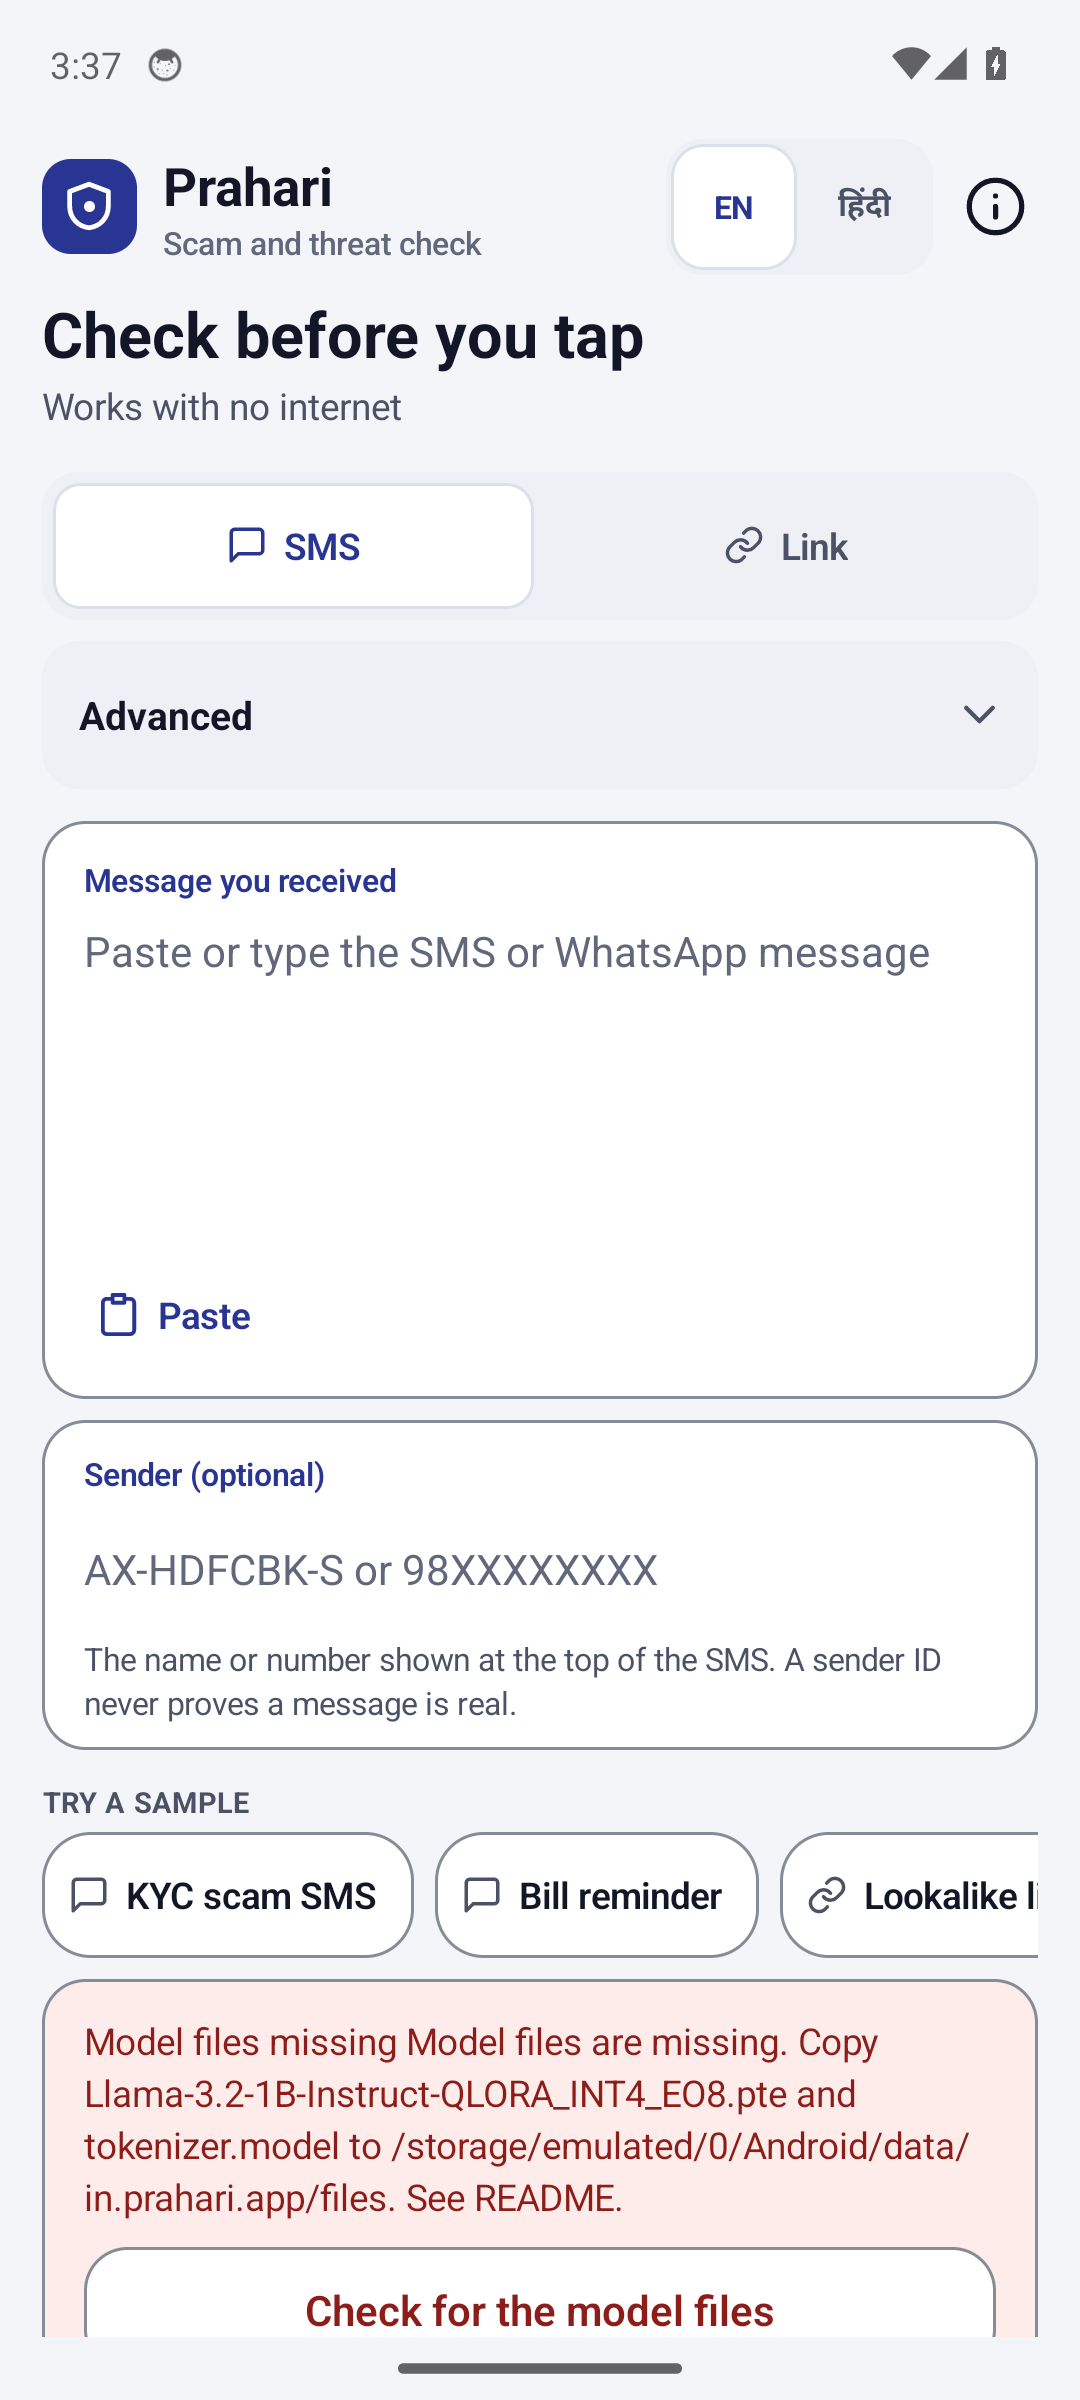 3:37
Prahari
Scam and threat check
EN
हिंदी
Check before you tap
Works with no internet
SMS
Link
Advanced
Message you received
Paste or type the SMS or WhatsApp message
Paste
Sender (optional)
AX-HDFCBK-S or 98XXXXXXXX
The name or number shown at the top of the SMS. A sender ID
never proves a message is real.
TRY A SAMPLE
KYC scam SMS
Bill reminder
Lookalike
Model files missing Model files are missing. Copy
Llama-3.2-1B-Instruct-QLORA_INT4_EO8.pte and
tokenizer.model to /storage/emulated/0/Android/data/
in.prahari.app/files. See README.
Check for the model files